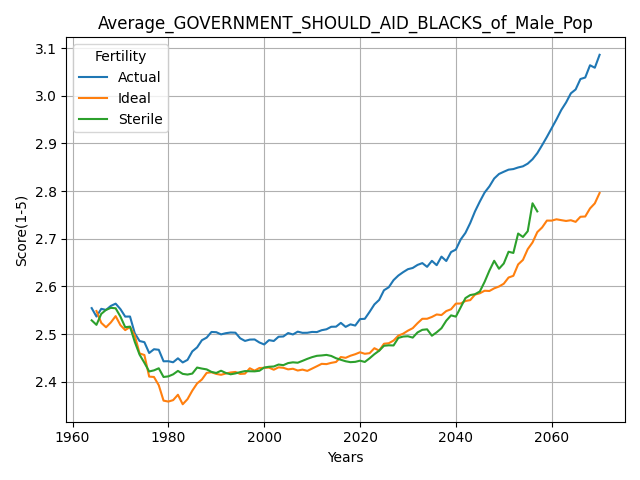 Average_GOVERNMENT_SHOULD_AID_BLACKS_of_Male_Pop
Fertility
Actual
Ideal
Sterile
Score(1-5)
3.1
3.0
2.9
2.8
2.7
2.6
2.5
2.4
1960 1980 2000 2020 2040 2060
Years